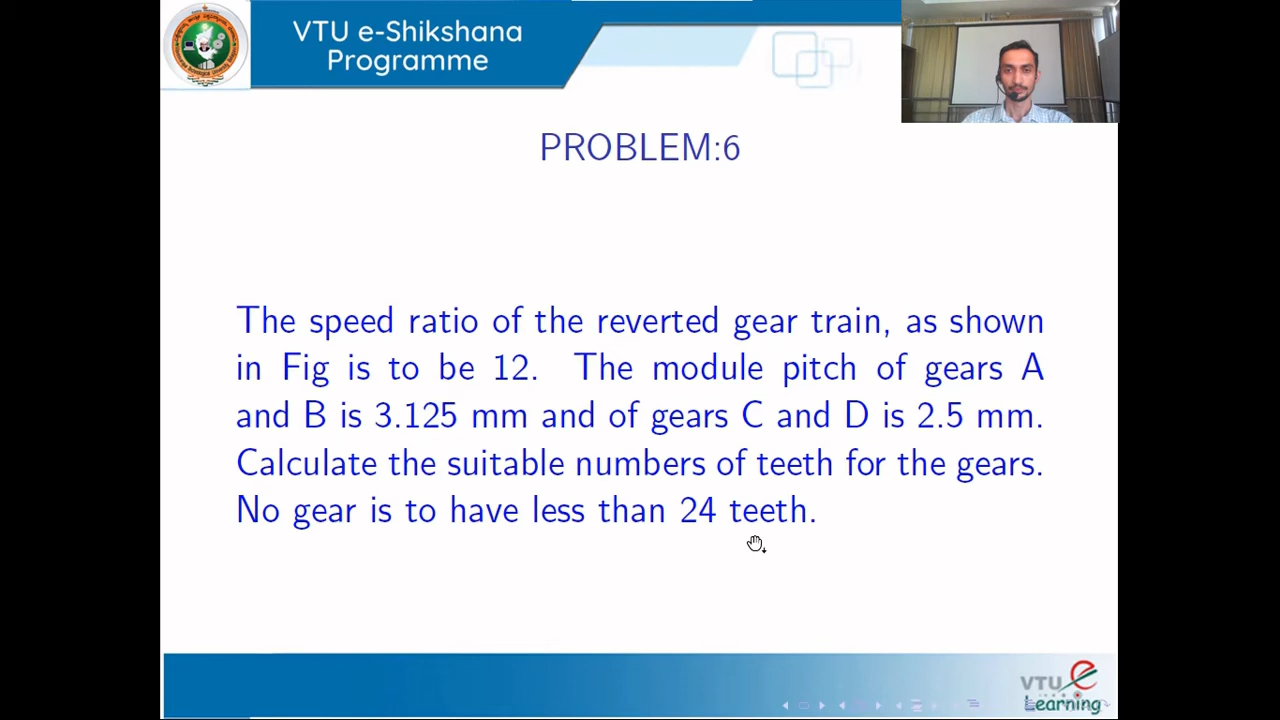 VTU e-Shikshana
Programme
PROBLEM:6
The speed ratio of the reverted gear train, as shown
in Fig is to be 12. The module pitch of gears A
and B is 3.125 mm and of gears C and D is 2.5 mm.
Calculate the suitable numbers of teeth for the gears.
No gear is to have less than 24 teeth.
VTU e
Learning